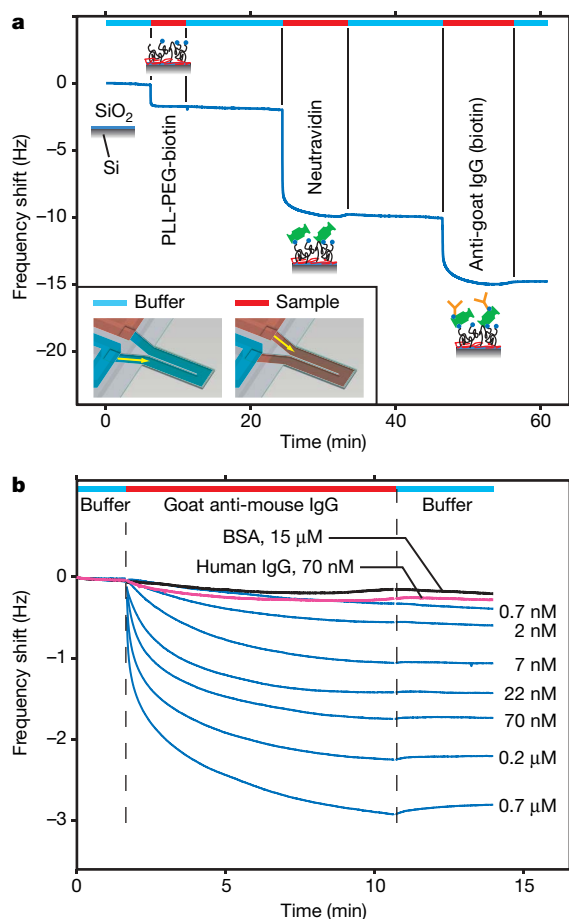 a
0
−5
−10
−15
−20
Frequency shift (Hz)
SiO2
Si
PLL-PEG-biotin
Neutravidin
Anti-goat IgG (biotin)
Buffer
Sample
0
20
40
60
Time (min)
b
Buffer
Goat anti-mouse IgG
Buffer
BSA, 15 μM
Human IgG, 70 nM
0
−1
−2
−3
Frequency shift (Hz)
0.7 nM
2 nM
7 nM
22 nM
70 nM
0.2 μM
0.7 μM
0
5
10
15
Time (min)